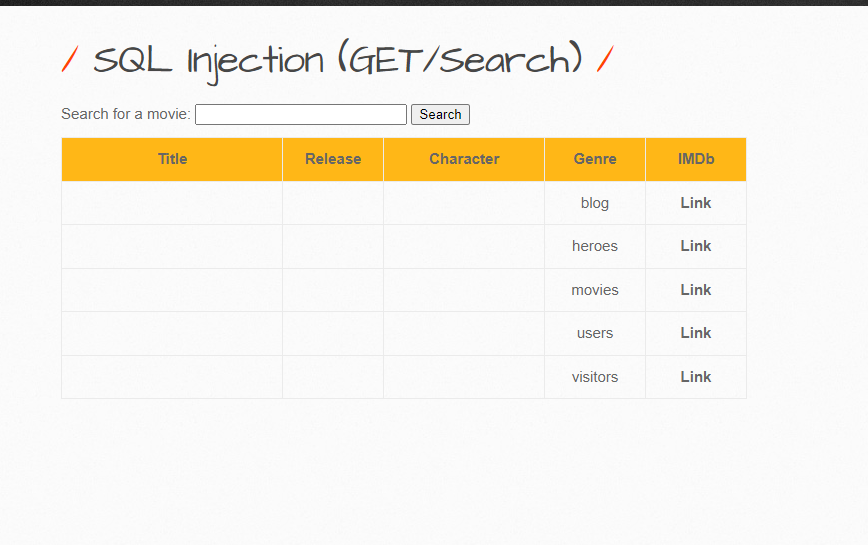 / SQL Injection (GET/Search) /
Search for a movie: Search
Title Release Character Genre IMDb
blog Link
heroes Link
movies Link
users Link
visitors Link